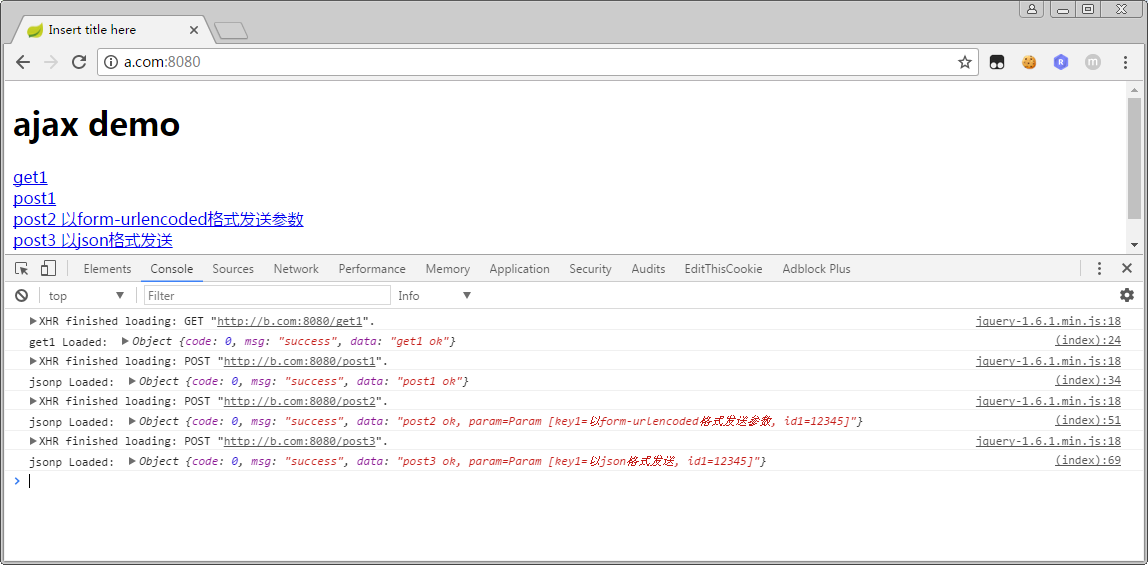 Insert title here
a.com:8080
R m
ajax demo
get1
post1
post2 以form-urlencoded格式发送参数
post3 以json格式发送
Elements Console Sources Network Performance Memory Application Security Audits EditThisCookie Adblock Plus
top Filter Info
XHR finished loading: GET "http://b.com:8080/get1". jquery-1.6.1.min.js:18
get1 Loaded: Object {code: 0, msg: "success", data: "get1 ok"} (index):24
XHR finished loading: POST "http://b.com:8080/post1". jquery-1.6.1.min.js:18
jsonp Loaded: Object {code: 0, msg: "success", data: "post1 ok"} (index):34
XHR finished loading: POST "http://b.com:8080/post2". jquery-1.6.1.min.js:18
jsonp Loaded: Object {code: 0, msg: "success", data: "post2 ok, param=Param [key1=以form-urlencoded格式发送参数, id1=12345]"} (index):51
XHR finished loading: POST "http://b.com:8080/post3". jquery-1.6.1.min.js:18
jsonp Loaded: Object {code: 0, msg: "success", data: "post3 ok, param=Param [key1=以json格式发送, id1=12345]"} (index):69